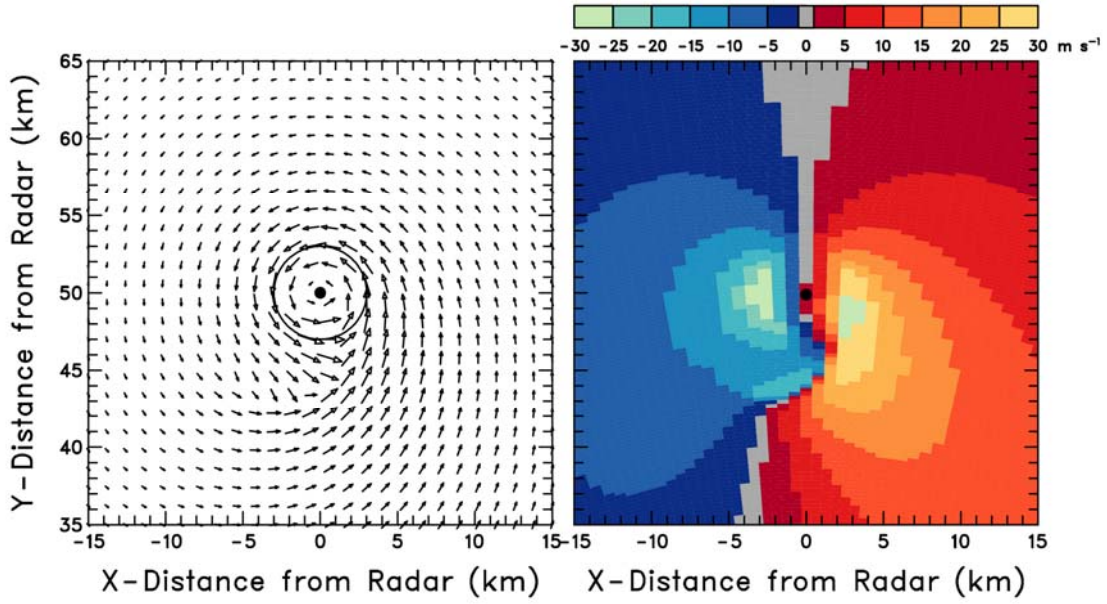 -30 -25 -20 -15 -10 -5 0 5 10 15 20 25 30 m s⁻¹
65
60
55
50
45
40
35
Y-Distance from Radar (km)
-15 -10 -5 0 5 10 15
-15 -10 -5 0 5 10 15
X-Distance from Radar (km)
X-Distance from Radar (km)